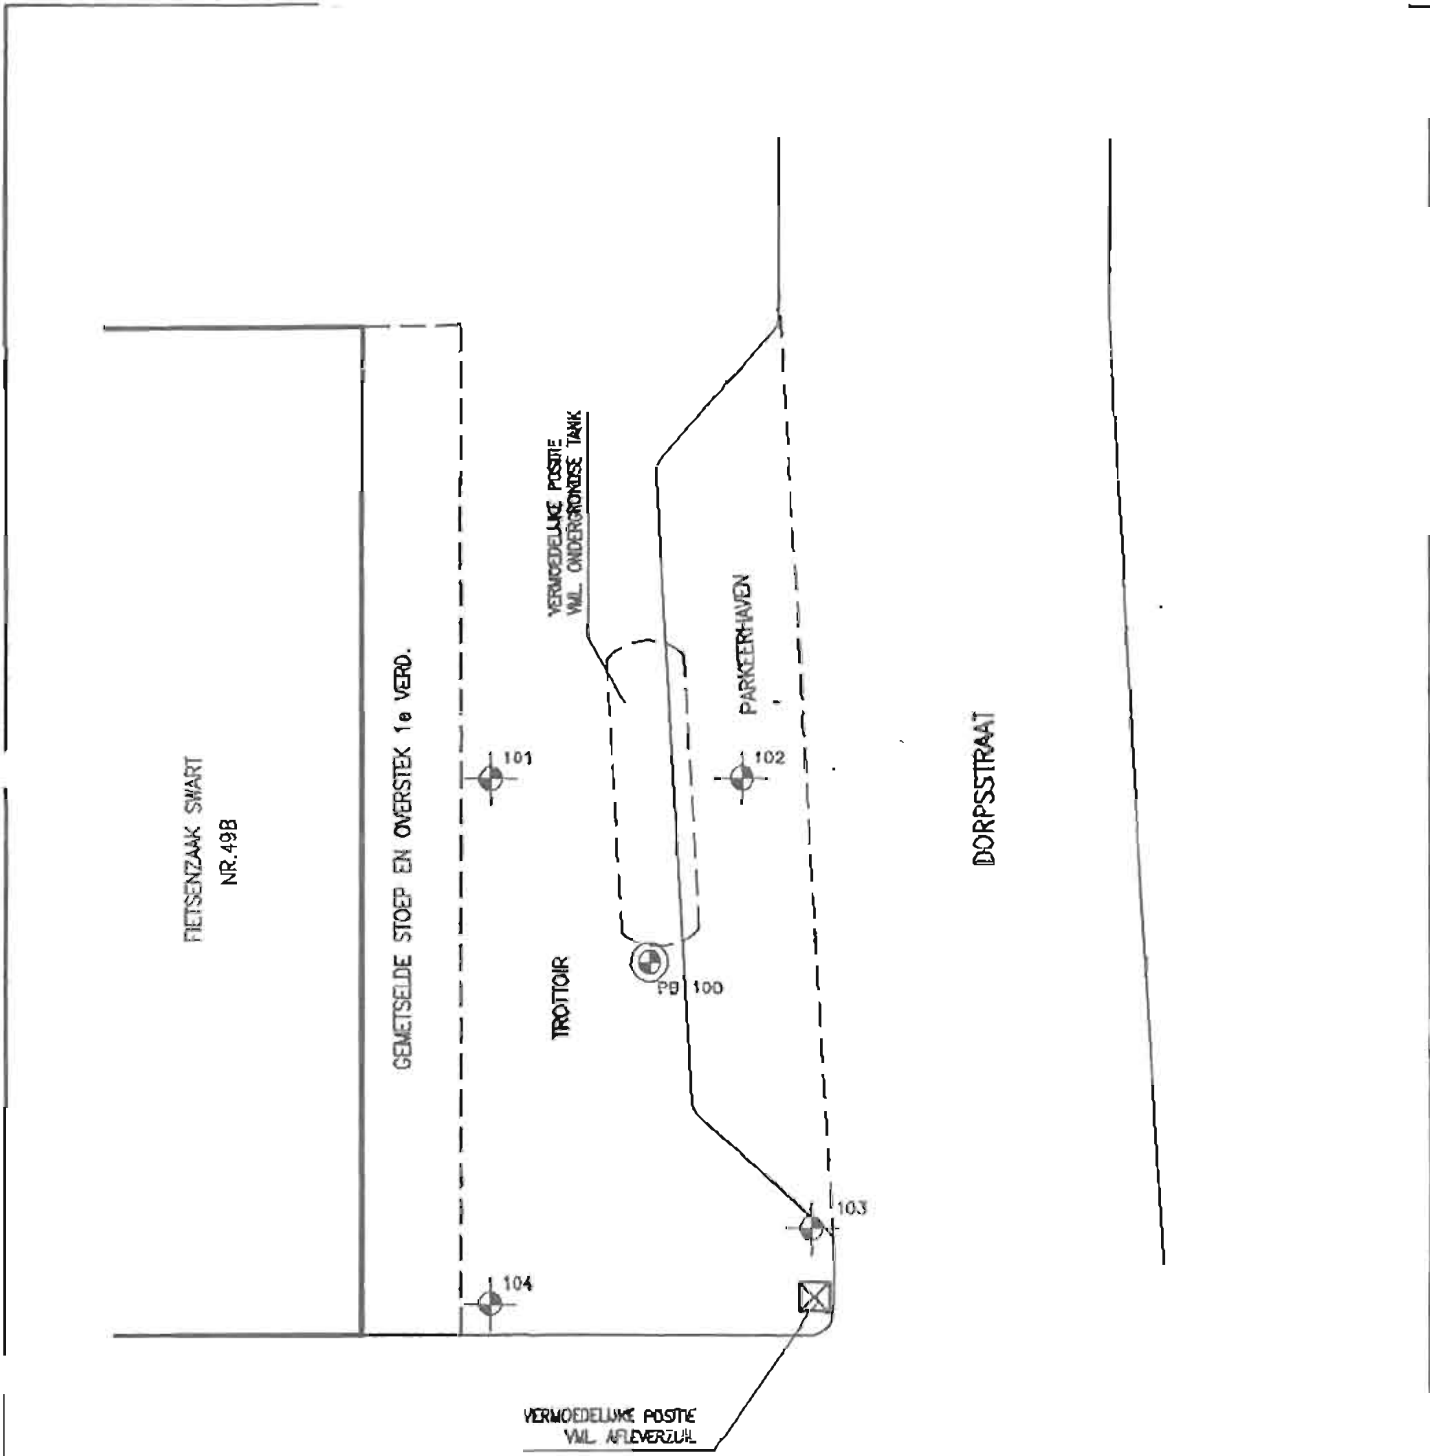 FIETSENZAAK SWART
NR.49B
GEMETSELDE STOEP EN OVERSTEK 1e VERD.
VERMOEDELIJKE POSITIE
VML. ONDERGRONDSE TANK
PARKEERHAVEN
101
102
DORPSSTRAAT
TROTTOIR
PB 100
103
104
VERMOEDELIJKE POSITIE
VML. AFLEVERZUIL